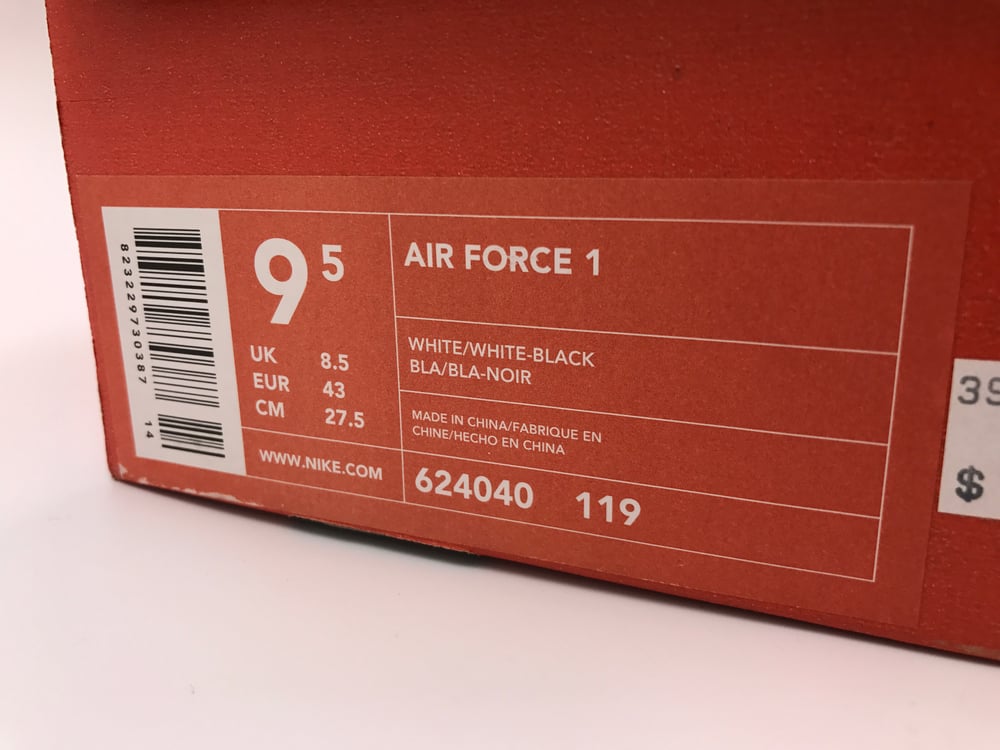 823229730387 14
9 5
UK 8.5
EUR 43
CM 27.5
WWW.NIKE.COM
AIR FORCE 1
WHITE/WHITE-BLACK
BLA/BLA-NOIR
MADE IN CHINA/FABRIQUE EN
CHINE/HECHO EN CHINA
624040 119
39
$